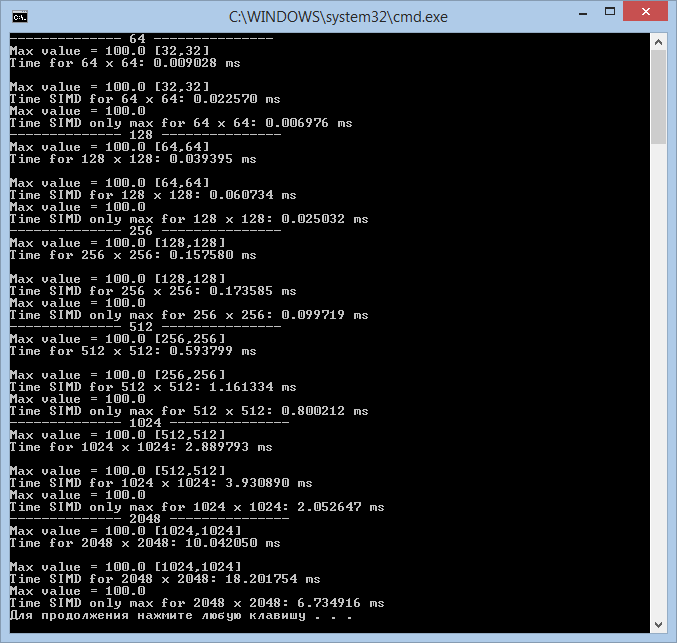 C:\WINDOWS\system32\cmd.exe
-------------- 64 ---------------
Max value = 100.0 [32,32]
Time for 64 x 64: 0.009028 ms
Max value = 100.0 [32,32]
Time SIMD for 64 x 64: 0.022570 ms
Max value = 100.0
Time SIMD only max for 64 x 64: 0.006976 ms
-------------- 128 ---------------
Max value = 100.0 [64,64]
Time for 128 x 128: 0.039395 ms
Max value = 100.0 [64,64]
Time SIMD for 128 x 128: 0.060734 ms
Max value = 100.0
Time SIMD only max for 128 x 128: 0.025032 ms
-------------- 256 ---------------
Max value = 100.0 [128,128]
Time for 256 x 256: 0.157580 ms
Max value = 100.0 [128,128]
Time SIMD for 256 x 256: 0.173585 ms
Max value = 100.0
Time SIMD only max for 256 x 256: 0.099719 ms
-------------- 512 ---------------
Max value = 100.0 [256,256]
Time for 512 x 512: 0.593799 ms
Max value = 100.0 [256,256]
Time SIMD for 512 x 512: 1.161334 ms
Max value = 100.0
Time SIMD only max for 512 x 512: 0.800212 ms
-------------- 1024 ---------------
Max value = 100.0 [512,512]
Time for 1024 x 1024: 2.889793 ms
Max value = 100.0 [512,512]
Time SIMD for 1024 x 1024: 3.930890 ms
Max value = 100.0
Time SIMD only max for 1024 x 1024: 2.052647 ms
-------------- 2048 ---------------
Max value = 100.0 [1024,1024]
Time for 2048 x 2048: 10.042050 ms
Max value = 100.0 [1024,1024]
Time SIMD for 2048 x 2048: 18.201754 ms
Max value = 100.0
Time SIMD only max for 2048 x 2048: 6.734916 ms
Для продолжения нажмите любую клавишу . . .